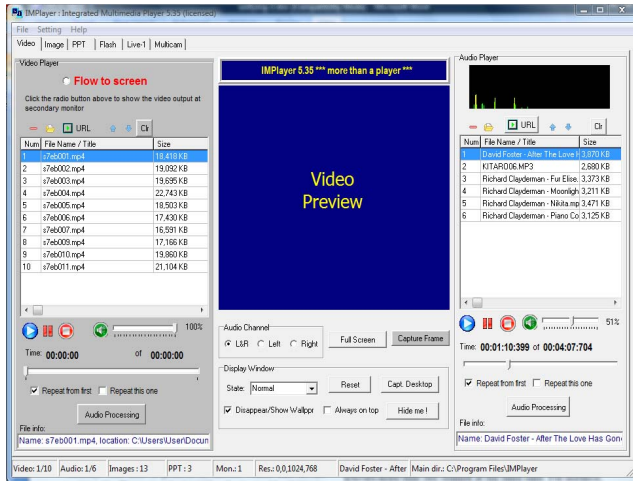 IMPlayer : Integrated Multimedia Player 5.35 (licensed)
File Setting Help
Video Image PPT Flash Live-1 Multicam
Video Player
Flow to screen
Click the radio button above to show the video output at
secondary monitor
URL Clr
Num File Name / Title Size
1 s7eb001.mp4 18,418 KB
2 s7eb002.mp4 19,092 KB
3 s7eb003.mp4 19,695 KB
4 s7eb004.mp4 22,743 KB
5 s7eb005.mp4 18,503 KB
6 s7eb006.mp4 17,430 KB
7 s7eb007.mp4 16,591 KB
8 s7eb009.mp4 17,166 KB
9 s7eb010.mp4 19,860 KB
10 s7eb011.mp4 21,104 KB
100%
Time: 00:00:00 of 00:00:00
Repeat from first Repeat this one
Audio Processing
File info:
Name: s7eb001.mp4, location: C:\Users\User\Docun
IMPlayer 5.35 *** more than a player ***
Video
Preview
Audio Channel
L&R Left Right
Full Screen Capture Frame
Display Window
State: Normal Reset Capt. Desktop
Disappear/Show Wallppr Always on top Hide me !
Audio Player
URL Clr
Num File Name / Title Size
1 David Foster - After The Love H 3,870 KB
2 KITARO06.MP3 2,690 KB
3 Richard Clayderman - Fur Elise. 3,373 KB
4 Richard Clayderman - Moonligh 3,211 KB
5 Richard Clayderman - Nikita.mp 3,471 KB
6 Richard Clayderman - Piano Co 3,125 KB
51%
Time: 00:01:10:399 of 00:04:07:704
Repeat from first Repeat this one
Audio Processing
File info:
Name: David Foster - After The Love Has Gon
Video: 1/10 Audio: 1/6 Images : 13 PPT : 3 Mon.: 1 Res.: 0,0,1024,768 David Foster - After Main dir.: C:\Program Files\IMPlayer